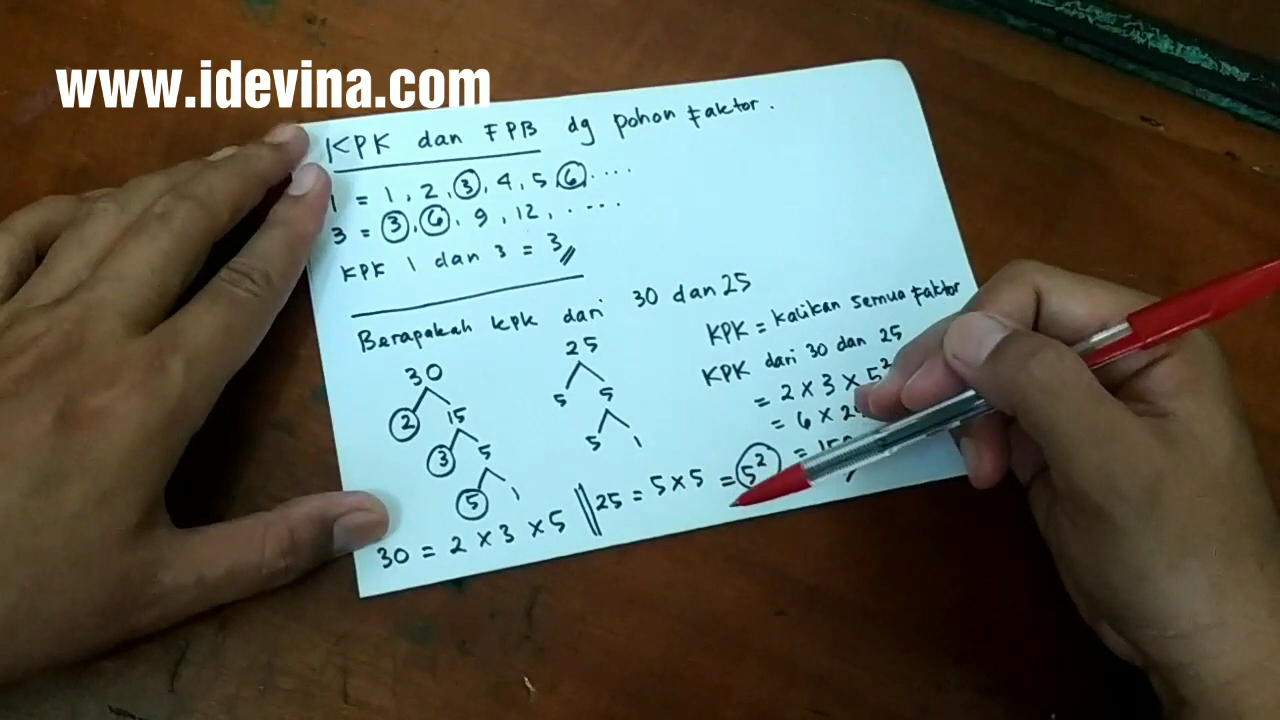 www.idevina.com
KPK dan FPB dg pohon Faktor.
1 = 1, 2, 3, 4, 5, 6, ....
3 = 3, 6, 9, 12, ....
KPK 1 dan 3 = 3
Berapakah kpk dari 30 dan 25
30
2 15
3 5
5 1
30 = 2 x 3 x 5
25
5 5
5 1
25 = 5 x 5 = 5²
KPK = kalikan semua faktor
KPK dari 30 dan 25
= 2 x 3 x 5²
= 6 x
=